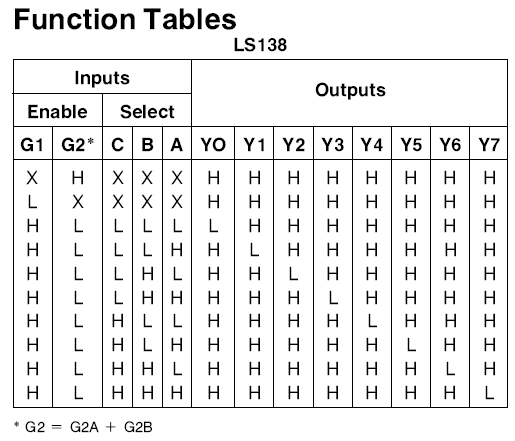 Function Tables
LS138
Inputs Outputs
Enable Select
G1 G2* C B A YO Y1 Y2 Y3 Y4 Y5 Y6 Y7
X H X X X H H H H H H H H
L X X X X H H H H H H H H
H L L L L L H H H H H H H
H L L L H H L H H H H H H
H L L H L H H L H H H H H
H L L H H H H H L H H H H
H L H L L H H H H L H H H
H L H L H H H H H H L H H
H L H H L H H H H H H L H
H L H H H H H H H H H H L
* G2 = G2A + G2B